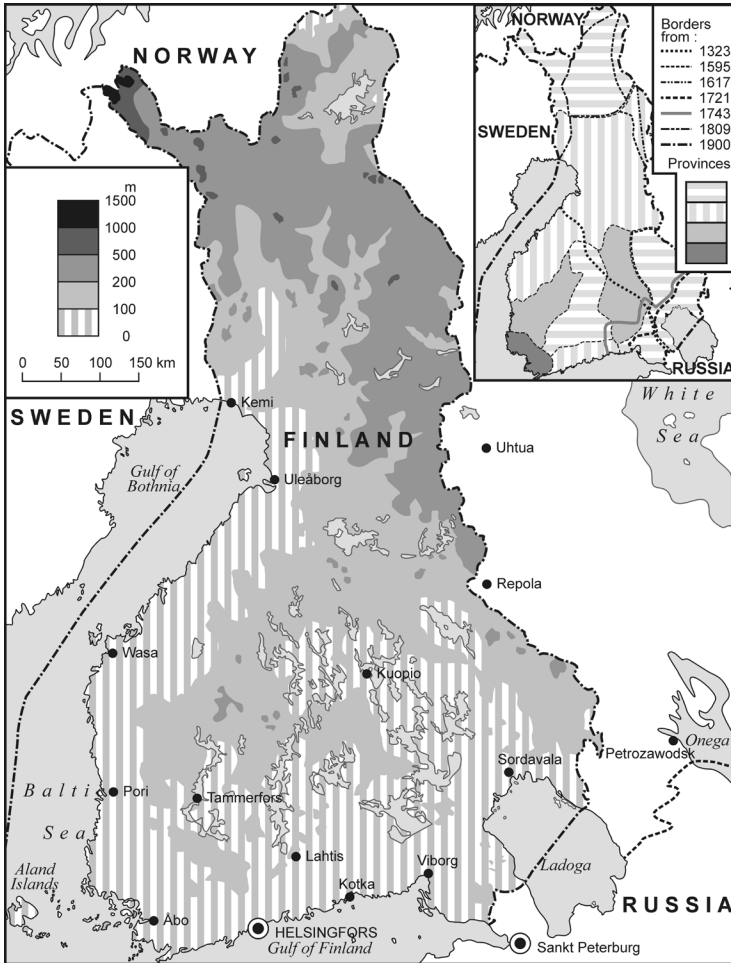 NORWAY
m
1500
1000
500
200
100
0
0 50 100 150 km
SWEDEN
FINLAND
Kemi
Gulf of
Bothnia
Uleåborg
Uhtua
White
Sea
Repola
Wasa
Kuopio
Onega
Petrozawodsk
Sordavala
Baltic
Sea
Pori
Tammerfors
Lahtis
Viborg
Ladoga
Aland
Islands
Kotka
Åbo
HELSINGFORS
Gulf of Finland
RUSSIA
Sankt Peterburg
NORWAY
SWEDEN
RUSSIA
Borders
from :
1323
1595
1617
1721
1743
1809
1900
Provinces